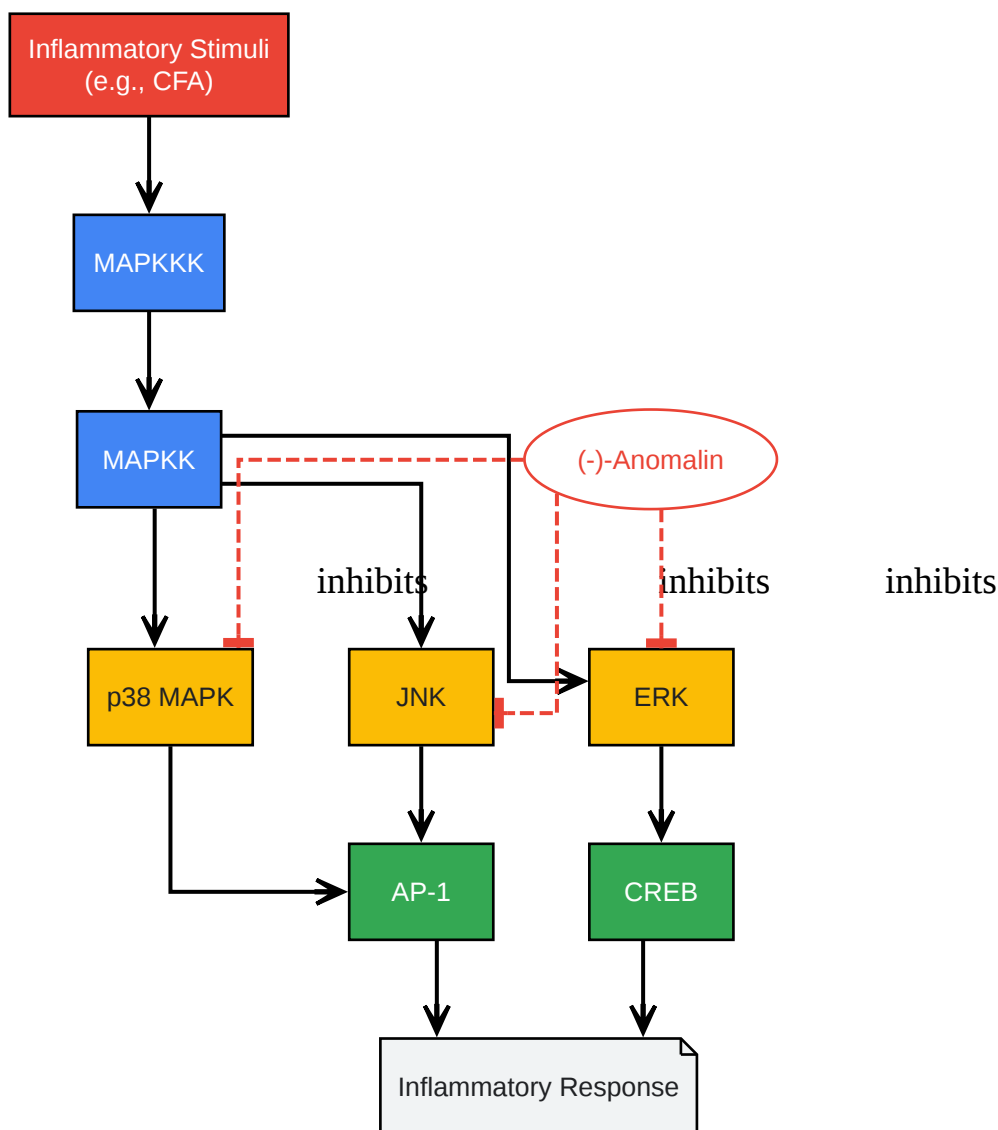 Inflammatory Stimuli
(e.g., CFA)
MAPKKK
MAPKK
(-)-Anomalin
inhibits
inhibits
inhibits
p38 MAPK
JNK
ERK
AP-1
CREB
Inflammatory Response